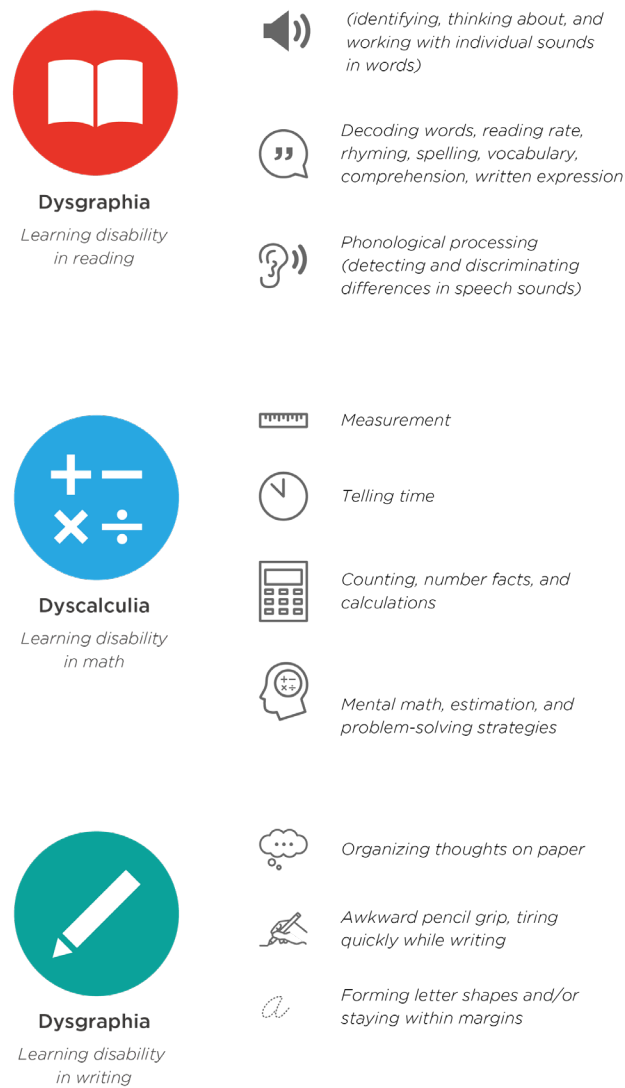 (identifying, thinking about, and
working with individual sounds
in words)
Decoding words, reading rate,
rhyming, spelling, vocabulary,
comprehension, written expression
Dysgraphia
Learning disability
in reading
Phonological processing
(detecting and discriminating
differences in speech sounds)
Measurement
Telling time
Counting, number facts, and
calculations
Dyscalculia
Learning disability
in math
Mental math, estimation, and
problem-solving strategies
Organizing thoughts on paper
Awkward pencil grip, tiring
quickly while writing
a
Forming letter shapes and/or
staying within margins
Dysgraphia
Learning disability
in writing